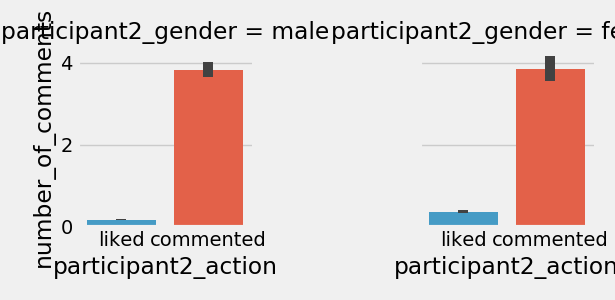 participant2_gender = male
participant2_gender = fe
number_of_comments
4
2
0
liked commented
liked commented
participant2_action
participant2_action